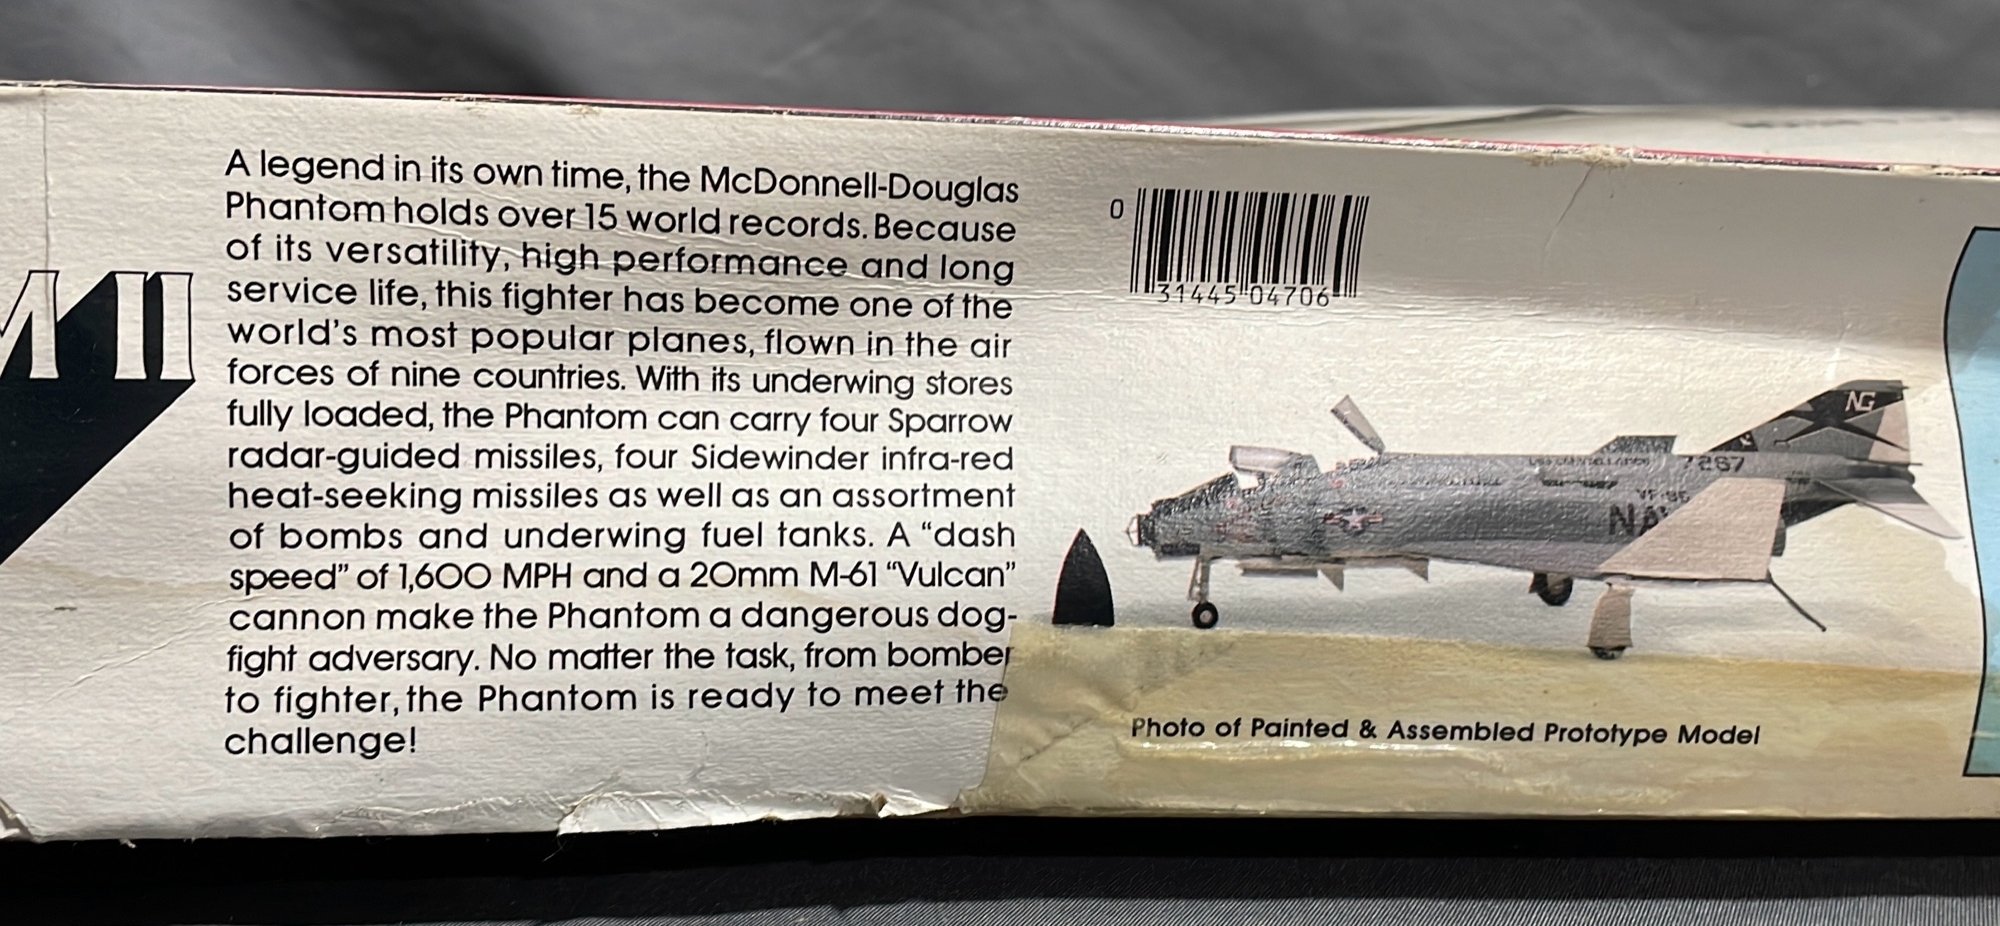 M II
A legend in its own time, the McDonnell-Douglas
Phantom holds over 15 world records. Because
of its versatility, high performance and long
service life, this fighter has become one of the
world's most popular planes, flown in the air
forces of nine countries. With its underwing stores
fully loaded, the Phantom can carry four Sparrow
radar-guided missiles, four Sidewinder infra-red
heat-seeking missiles as well as an assortment
of bombs and underwing fuel tanks. A “dash
speed” of 1,600 MPH and a 20mm M-61 “Vulcan”
cannon make the Phantom a dangerous dog-
fight adversary. No matter the task, from bomber
to fighter, the Phantom is ready to meet the
challenge!
0
31445 04706
NG
7267
NA
Photo of Painted & Assembled Prototype Model